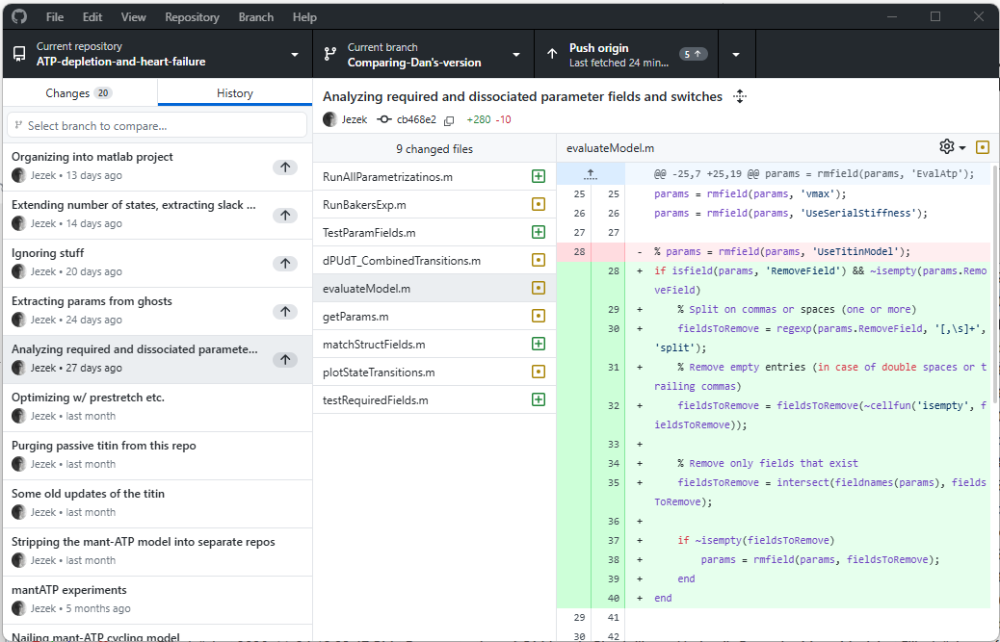 File Edit View Repository Branch Help
Current repository
ATP-depletion-and-heart-failure
Current branch
Comparing-Dan's-version
Push origin
Last fetched 24 min...
5
Changes 20
History
Select branch to compare...
Organizing into matlab project
Jezek • 13 days ago
Extending number of states, extracting slack ...
Jezek • 14 days ago
Ignoring stuff
Jezek • 20 days ago
Extracting params from ghosts
Jezek • 24 days ago
Analyzing required and dissociated paramete...
Jezek • 27 days ago
Optimizing w/ prestretch etc.
Jezek • last month
Purging passive titin from this repo
Jezek • last month
Some old updates of the titin
Jezek • last month
Stripping the mant-ATP model into separate repos
Jezek • last month
mantATP experiments
Jezek • 5 months ago
Nailing mant-ATP cycling model
Analyzing required and dissociated parameter fields and switches
Jezek cb468e2 +280 -10
9 changed files
RunAllParametrizatinos.m
RunBakersExp.m
TestParamFields.m
dPUdT_CombinedTransitions.m
evaluateModel.m
getParams.m
matchStructFields.m
plotStateTransitions.m
testRequiredFields.m
evaluateModel.m
@@ -25,7 +25,19 @@ params = rmfield(params, 'EvalAtp');
25 25 params = rmfield(params, 'vmax');
26 26 params = rmfield(params, 'UseSerialStiffness');
27 27
28 - % params = rmfield(params, 'UseTitinModel');
28 + if isfield(params, 'RemoveField') && ~isempty(params.Remo
veField)
29 + % Split on commas or spaces (one or more)
30 + fieldsToRemove = regexp(params.RemoveField, '[,\s]+',
'split');
31 + % Remove empty entries (in case of double spaces or t
railing commas)
32 + fieldsToRemove = fieldsToRemove(~cellfun('isempty', f
ieldsToRemove));
33 +
34 + % Remove only fields that exist
35 + fieldsToRemove = intersect(fieldnames(params), fields
ToRemove);
36 +
37 + if ~isempty(fieldsToRemove)
38 + params = rmfield(params, fieldsToRemove);
39 + end
40 + end
29 41
30 42